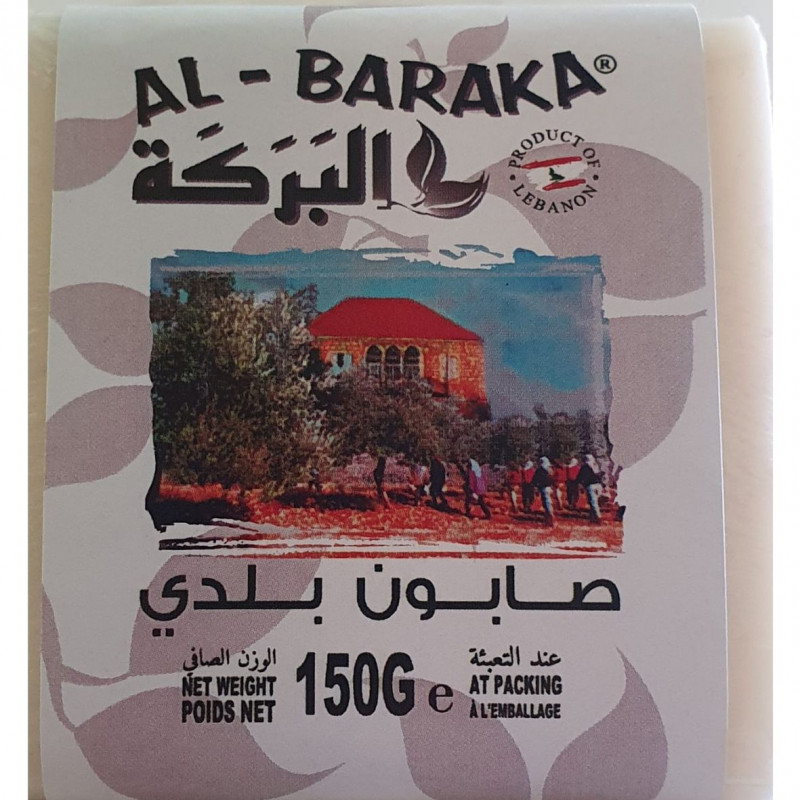 AL - BARAKA®
البَرَكَة
PRODUCT OF
LEBANON
صابون بلدي
الوزن الصافي
NET WEIGHT
POIDS NET
150G e
عند التعبئة
AT PACKING
À L'EMBALLAGE